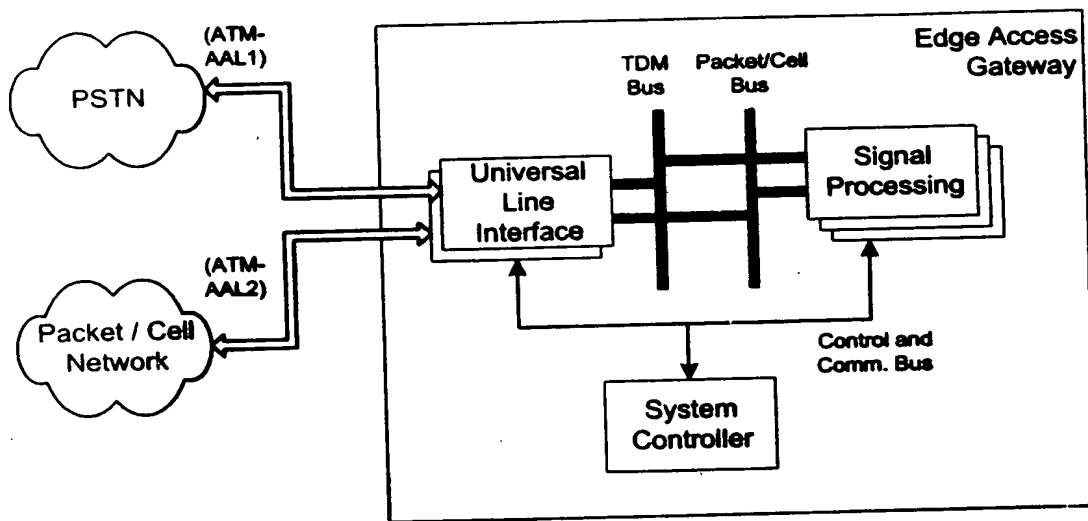 (ATM-
AAL1)
PSTN
Edge Access
Gateway
TDM
Bus
Packet/Cell
Bus
Universal
Line
Interface
Signal
Processing
(ATM-
AAL2)
Packet / Cell
Network
Control and
Comm. Bus
System
Controller